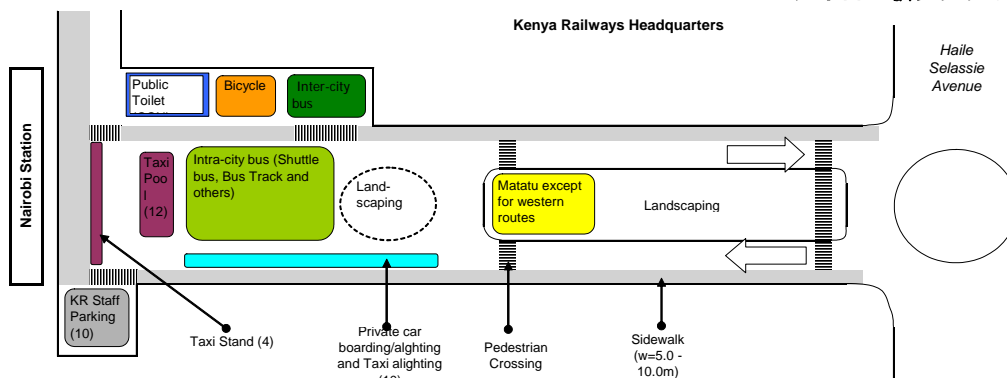 Kenya Railways Headquarters
Haile
Selassie
Avenue
Nairobi Station
Public
Toilet
Bicycle
Inter-city
bus
Taxi
Poo
l
(12)
Intra-city bus (Shuttle
bus, Bus Track and
others)
Land-
scaping
Matatu except
for western
routes
Landscaping
KR Staff
Parking
(10)
Taxi Stand (4)
Private car
boarding/alghting
and Taxi alighting
Pedestrian
Crossing
Sidewalk
(w=5.0 -
10.0m)